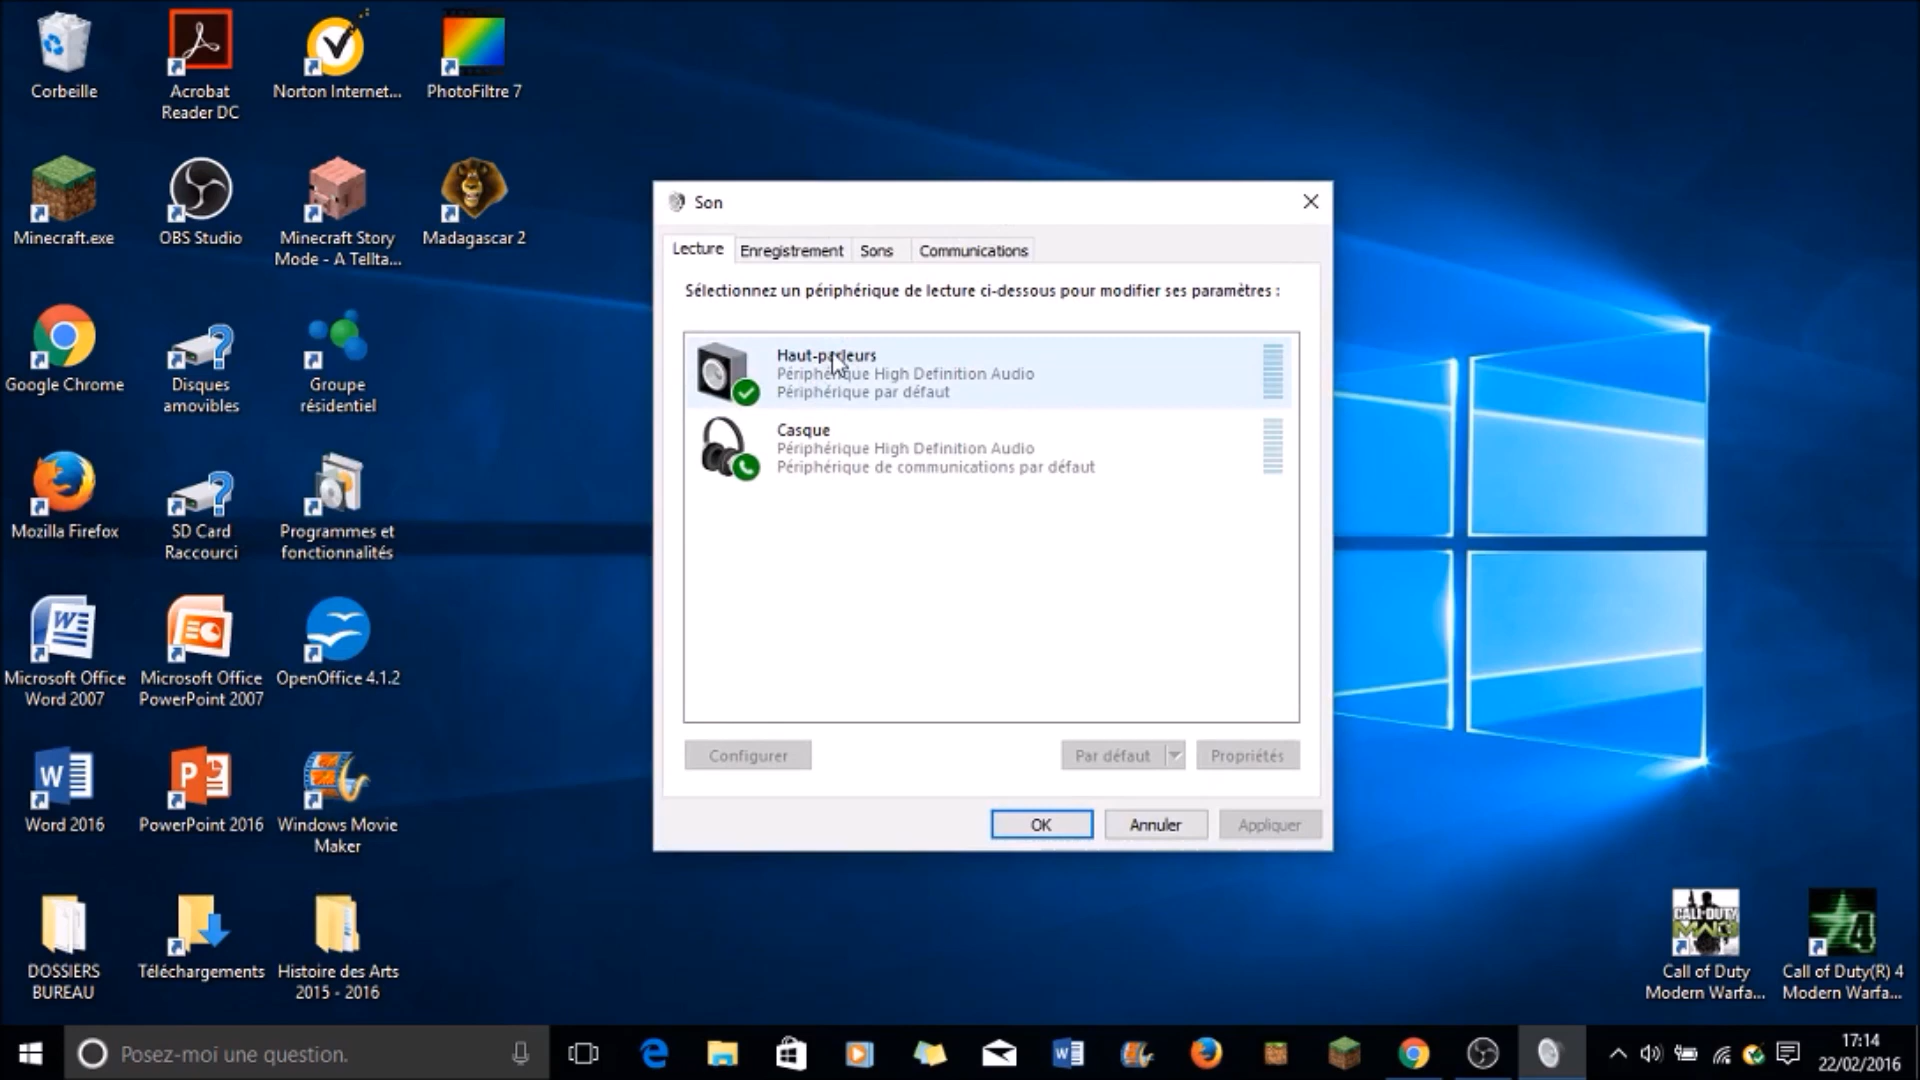 Corbeille
Acrobat
Reader DC
Norton Internet...
PhotoFiltre 7
Minecraft.exe
OBS Studio
Minecraft Story
Mode - A Tellta...
Madagascar 2
Google Chrome
Disques
amovibles
Groupe
résidentiel
Mozilla Firefox
SD Card
Raccourci
Programmes et
fonctionnalités
Microsoft Office
Word 2007
Microsoft Office
PowerPoint 2007
OpenOffice 4.1.2
Word 2016
PowerPoint 2016
Windows Movie
Maker
DOSSIERS
BUREAU
Téléchargements
Histoire des Arts
2015 - 2016
Son
Lecture
Enregistrement
Sons
Communications
Sélectionnez un périphérique de lecture ci-dessous pour modifier ses paramètres :
Haut-parleurs
Périphérique High Definition Audio
Périphérique par défaut
Casque
Périphérique High Definition Audio
Périphérique de communications par défaut
Configurer
Par défaut
Propriétés
OK
Annuler
Appliquer
CALL OF DUTY
MW3
Call of Duty
Modern Warfa...
4
Call of Duty(R) 4
Modern Warfa...
Posez-moi une question.
17:14
22/02/2016